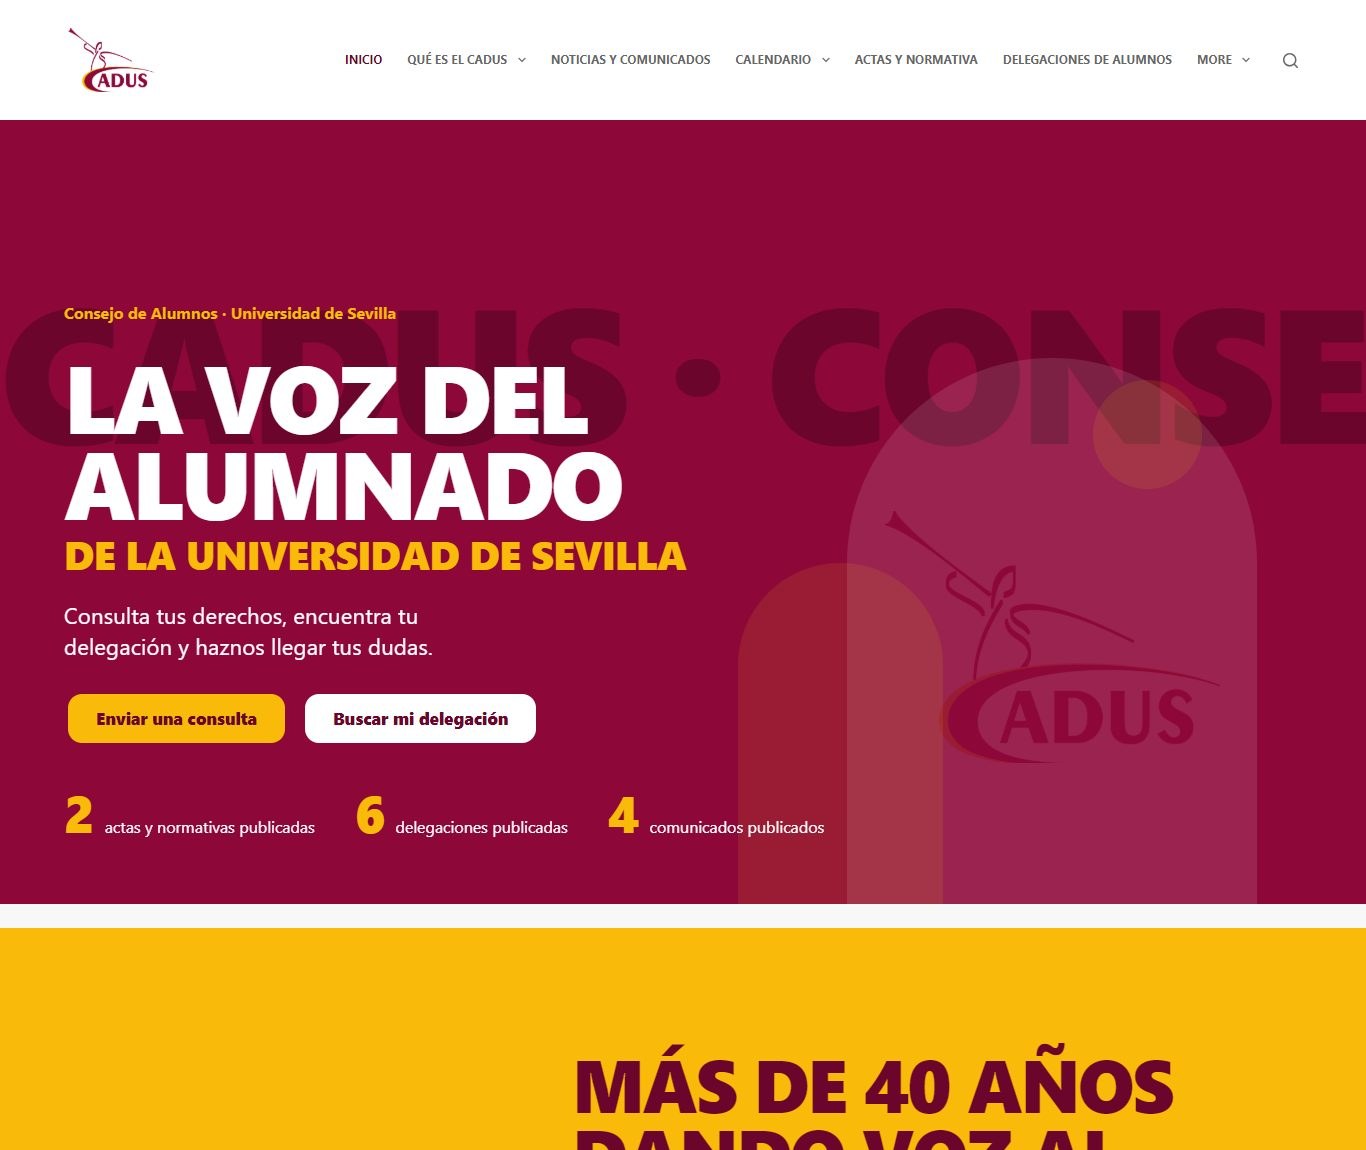 CADUS
INICIO
QUÉ ES EL CADUS
NOTICIAS Y COMUNICADOS
CALENDARIO
ACTAS Y NORMATIVA
DELEGACIONES DE ALUMNOS
MORE
CADUS · CONSE
Consejo de Alumnos · Universidad de Sevilla
LA VOZ DEL
ALUMNADO
DE LA UNIVERSIDAD DE SEVILLA
Consulta tus derechos, encuentra tu
delegación y haznos llegar tus dudas.
Enviar una consulta
Buscar mi delegación
CADUS
2 actas y normativas publicadas
6 delegaciones publicadas
4 comunicados publicados
MÁS DE 40 AÑOS
DANDO VOZ AL